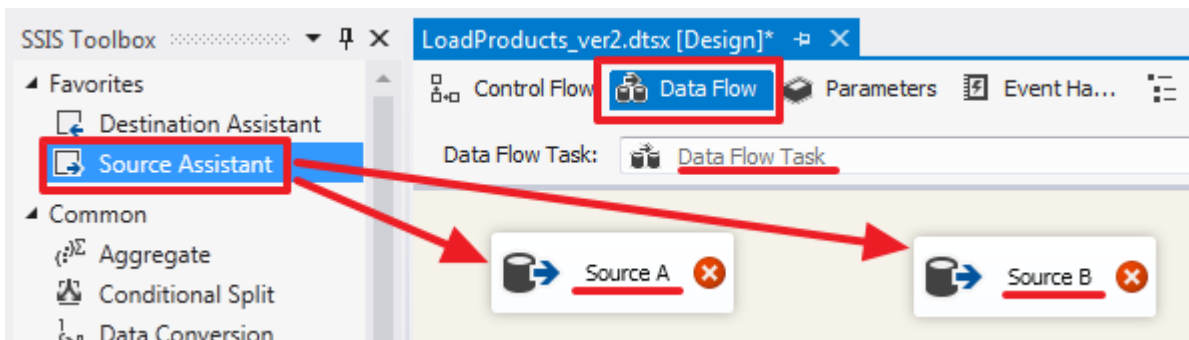 SSIS Toolbox
LoadProducts_ver2.dtsx [Design]*
Favorites
Control Flow
Data Flow
Parameters
Event Ha...
Destination Assistant
Source Assistant
Data Flow Task:
Data Flow Task
Common
Aggregate
Source A
Source B
Conditional Split
Data Conversion